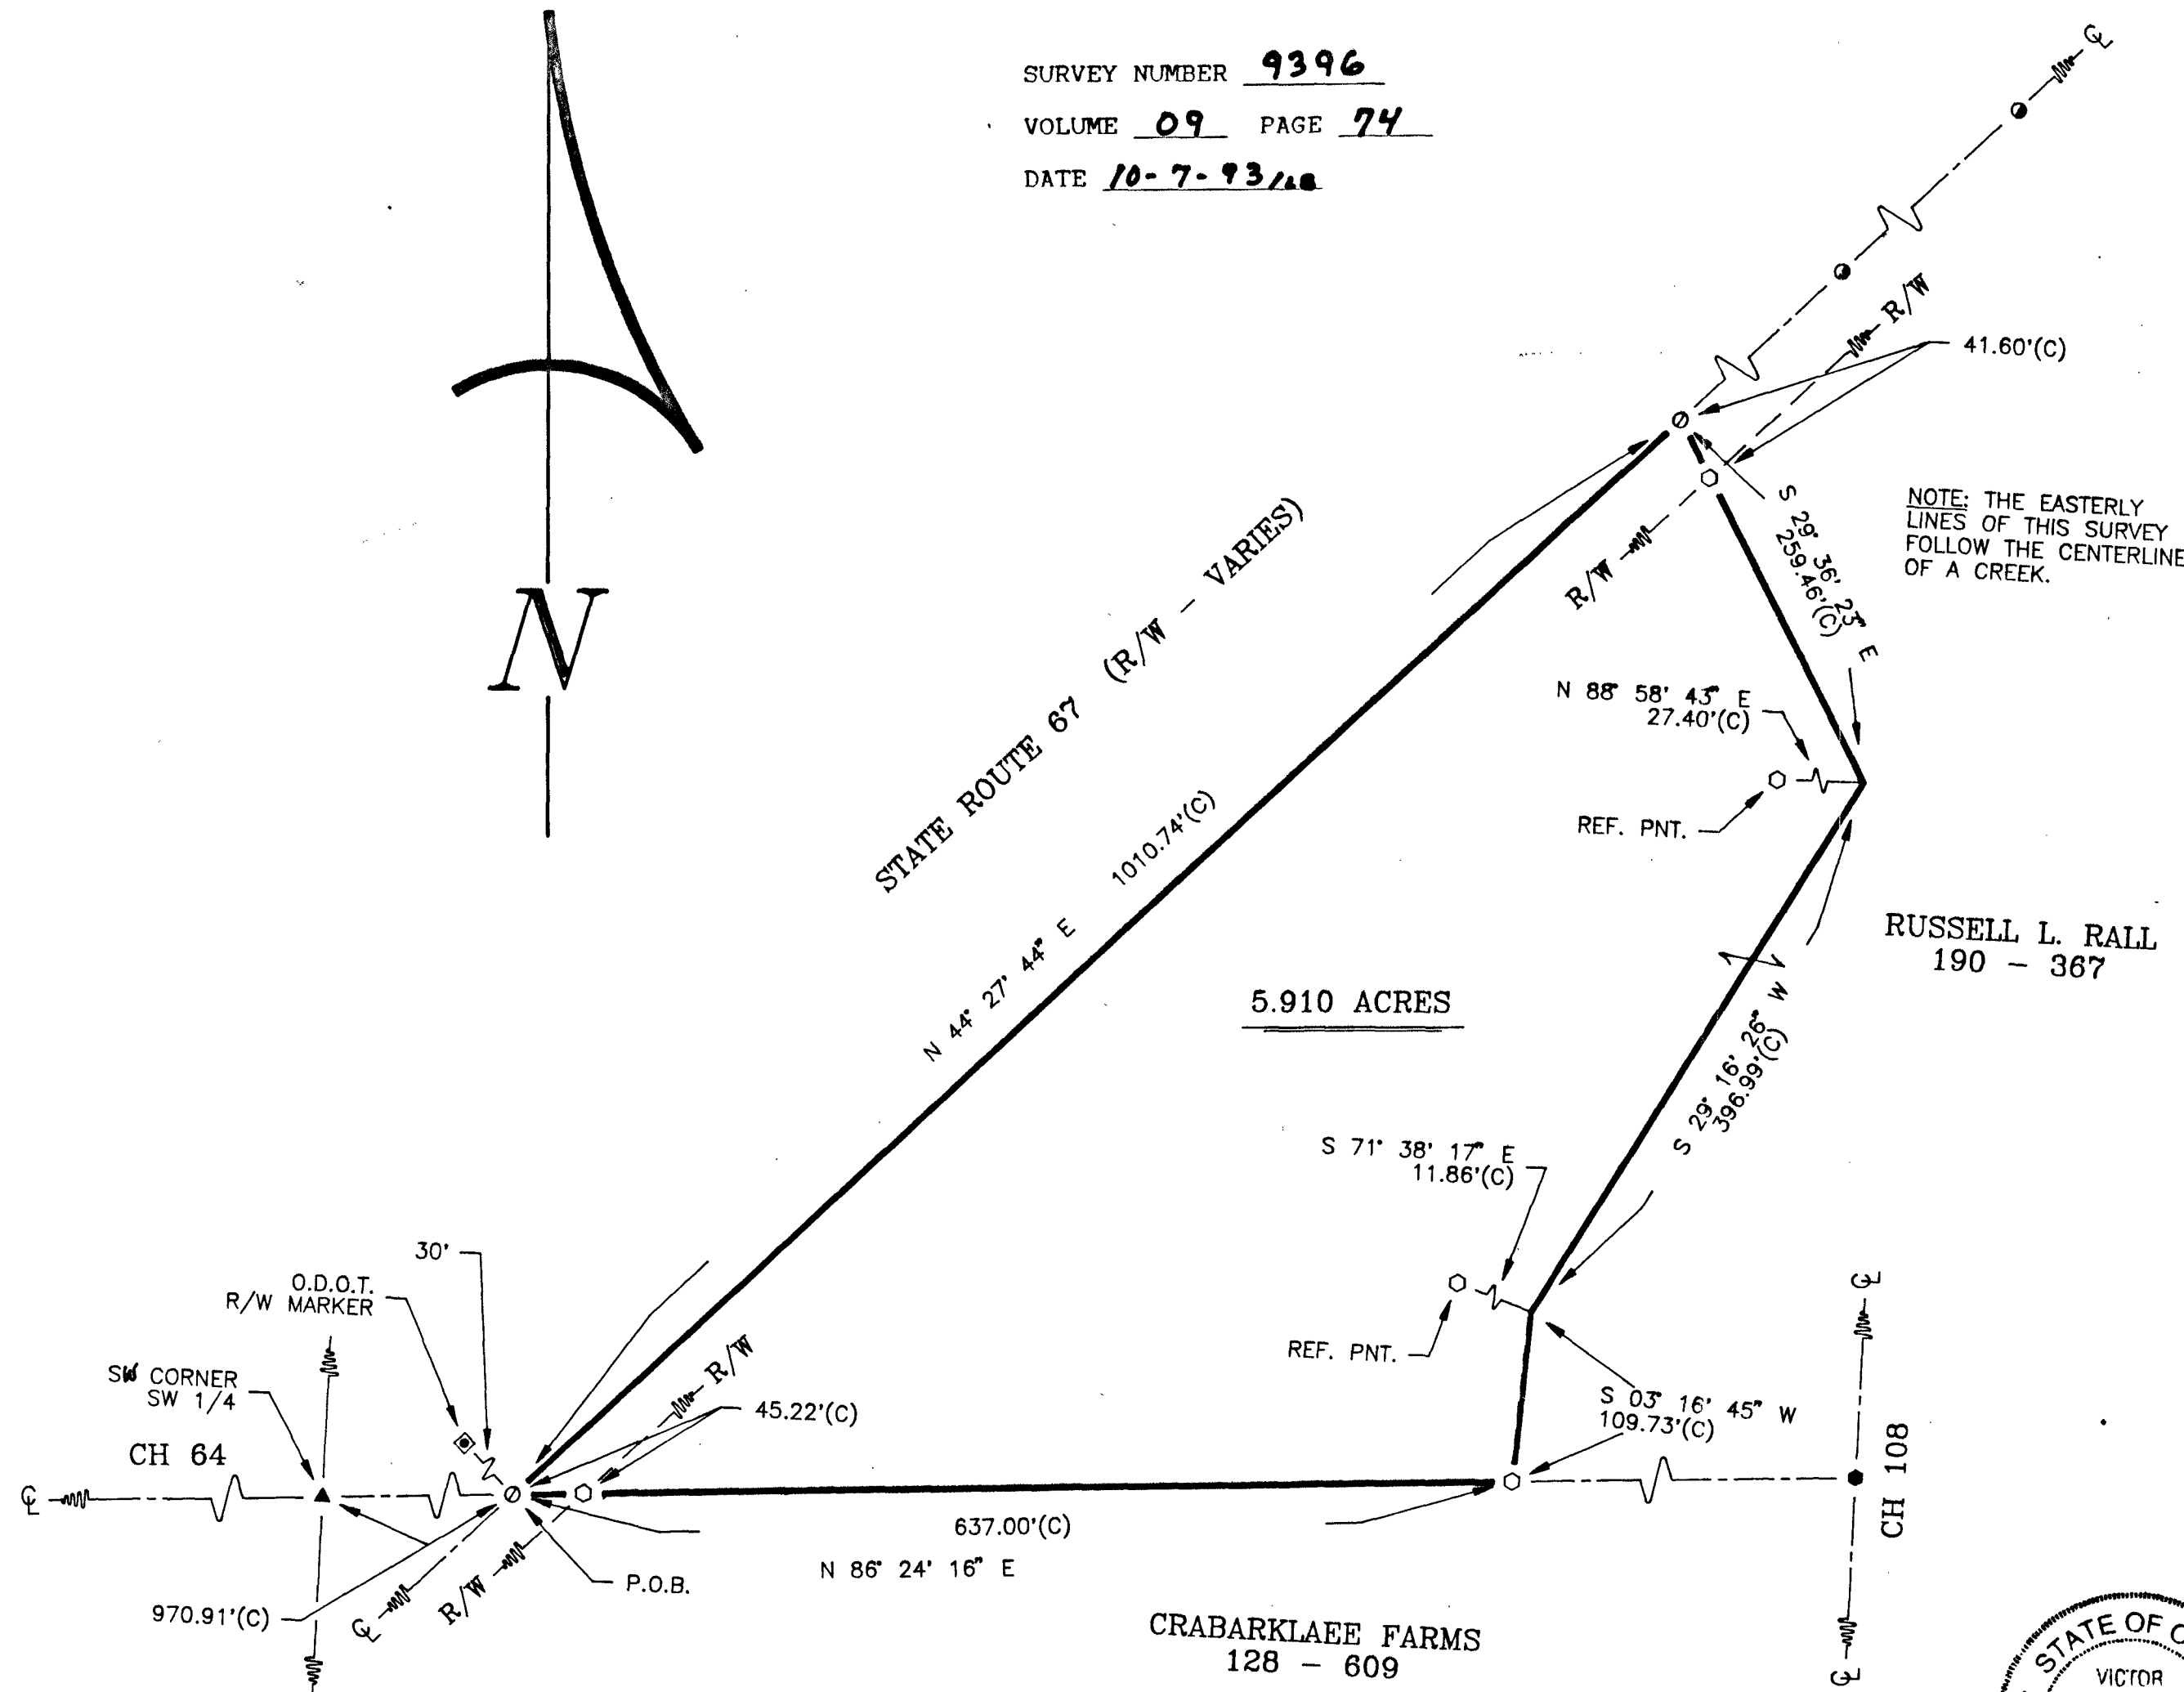 SURVEY NUMBER 9396
VOLUME 09 PAGE 74
DATE 10-7-93
℄
R/W
41.60'(C)
NOTE: THE EASTERLY
LINES OF THIS SURVEY
FOLLOW THE CENTERLINE
OF A CREEK.
S 29° 36' 23" E
259.46'(C)
R/W
STATE ROUTE 67 (R/W - VARIES)
N
N 88° 58' 43" E
27.40'(C)
REF. PNT.
1010.74'(C)
N 44° 27' 44" E
RUSSELL L. RALL
190 - 367
5.910 ACRES
S 29° 16' 26" W
396.99'(C)
S 71° 38' 17" E
11.86'(C)
REF. PNT.
30'
O.D.O.T.
R/W MARKER
SW CORNER
SW 1/4
CH 64
℄
R/W
45.22'(C)
S 03° 16' 45" W
109.73'(C)
℄
CH 108
℄
637.00'(C)
N 86° 24' 16" E
P.O.B.
R/W
℄
970.91'(C)
CRABARKLAEE FARMS
128 - 609
STATE OF O
VICTOR